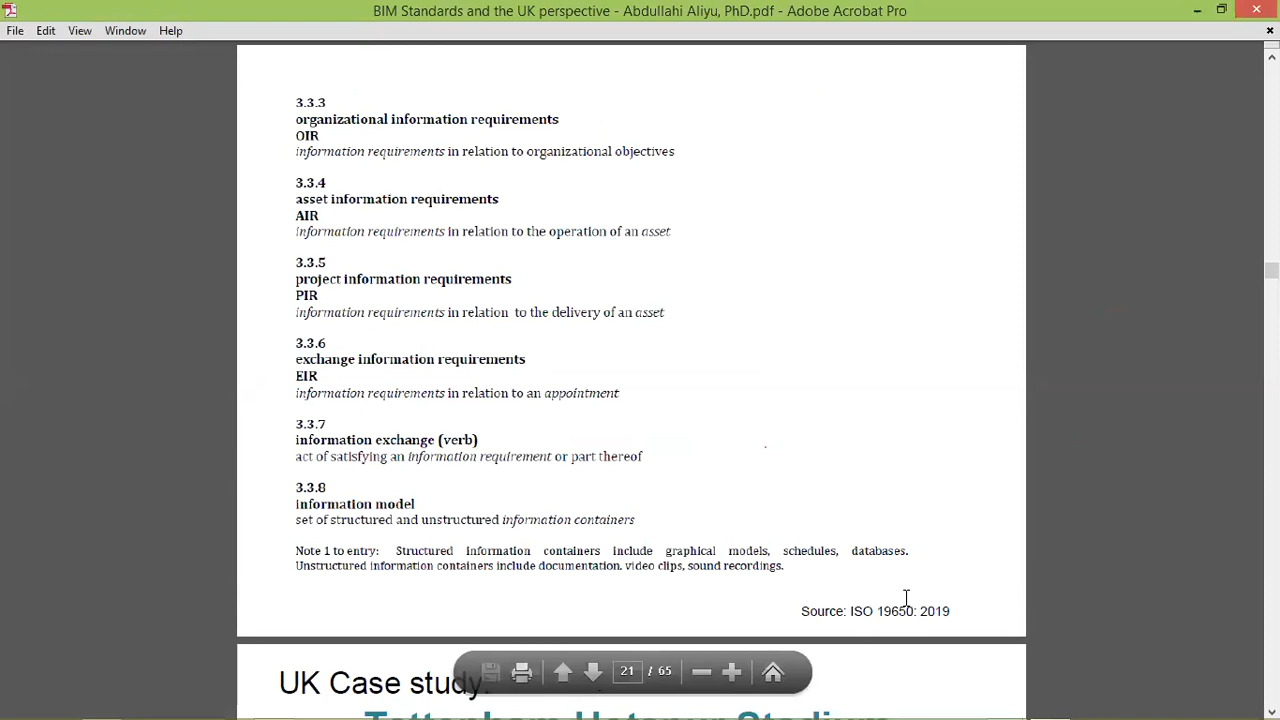 BIM Standards and the UK perspective - Abdullahi Aliyu, PhD.pdf - Adobe Acrobat Pro
File Edit View Window Help
3.3.3
organizational information requirements
OIR
information requirements in relation to organizational objectives
3.3.4
asset information requirements
AIR
information requirements in relation to the operation of an asset
3.3.5
project information requirements
PIR
information requirements in relation to the delivery of an asset
3.3.6
exchange information requirements
EIR
information requirements in relation to an appointment
3.3.7
information exchange (verb)
act of satisfying an information requirement or part thereof
3.3.8
information model
set of structured and unstructured information containers
Note 1 to entry: Structured information containers include graphical models, schedules, databases.
Unstructured information containers include documentation, video clips, sound recordings.
Source: ISO 19650: 2019
UK Case study:
21 / 65
Tottenham Hotspur Stadium